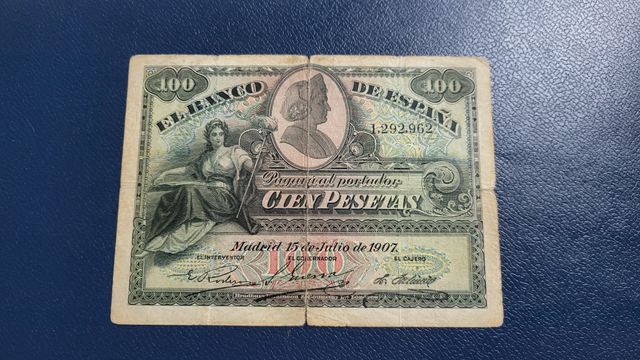 100 100
EL BANCO DE ESPAÑA
1.292.962
Pagará al portador
CIEN PESETAS
Madrid 15 de Julio de 1907.
EL INTERVENTOR EL GOBERNADOR EL CAJERO
100